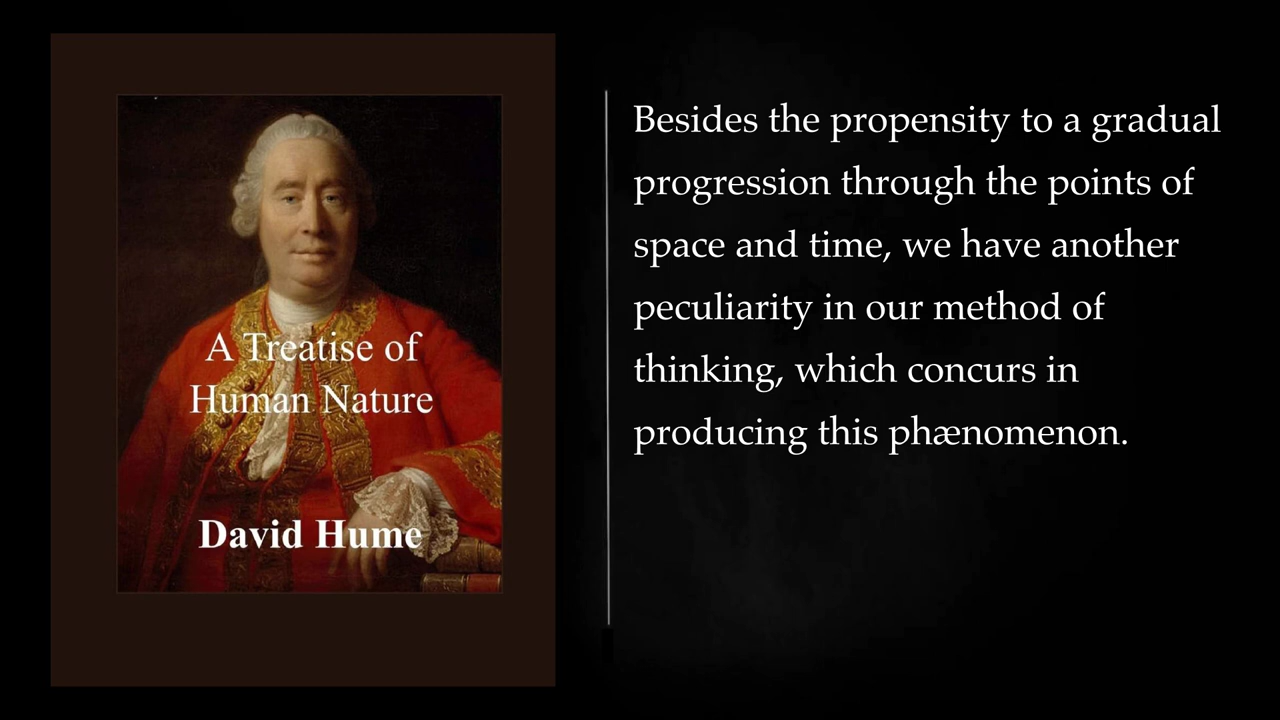 A Treatise of
Human Nature
David Hume
Besides the propensity to a gradual
progression through the points of
space and time, we have another
peculiarity in our method of
thinking, which concurs in
producing this phænomenon.